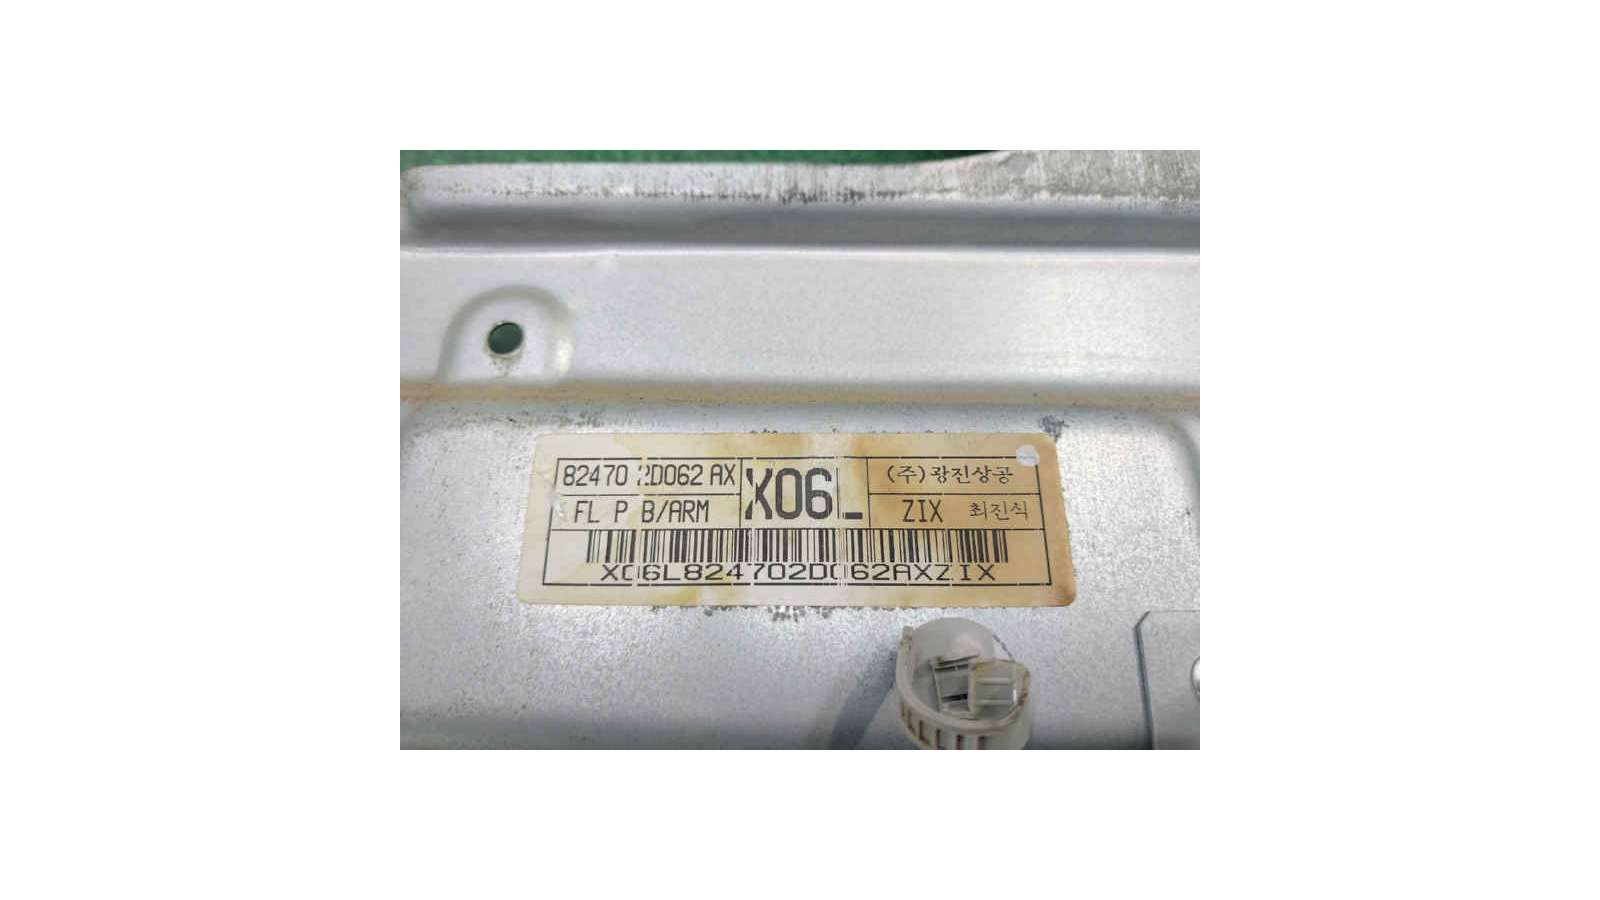 82470 2D062 AX X06L (주)광진상공
FL P B/ARM ZIX 최진식
X06L824702D062AXZIX